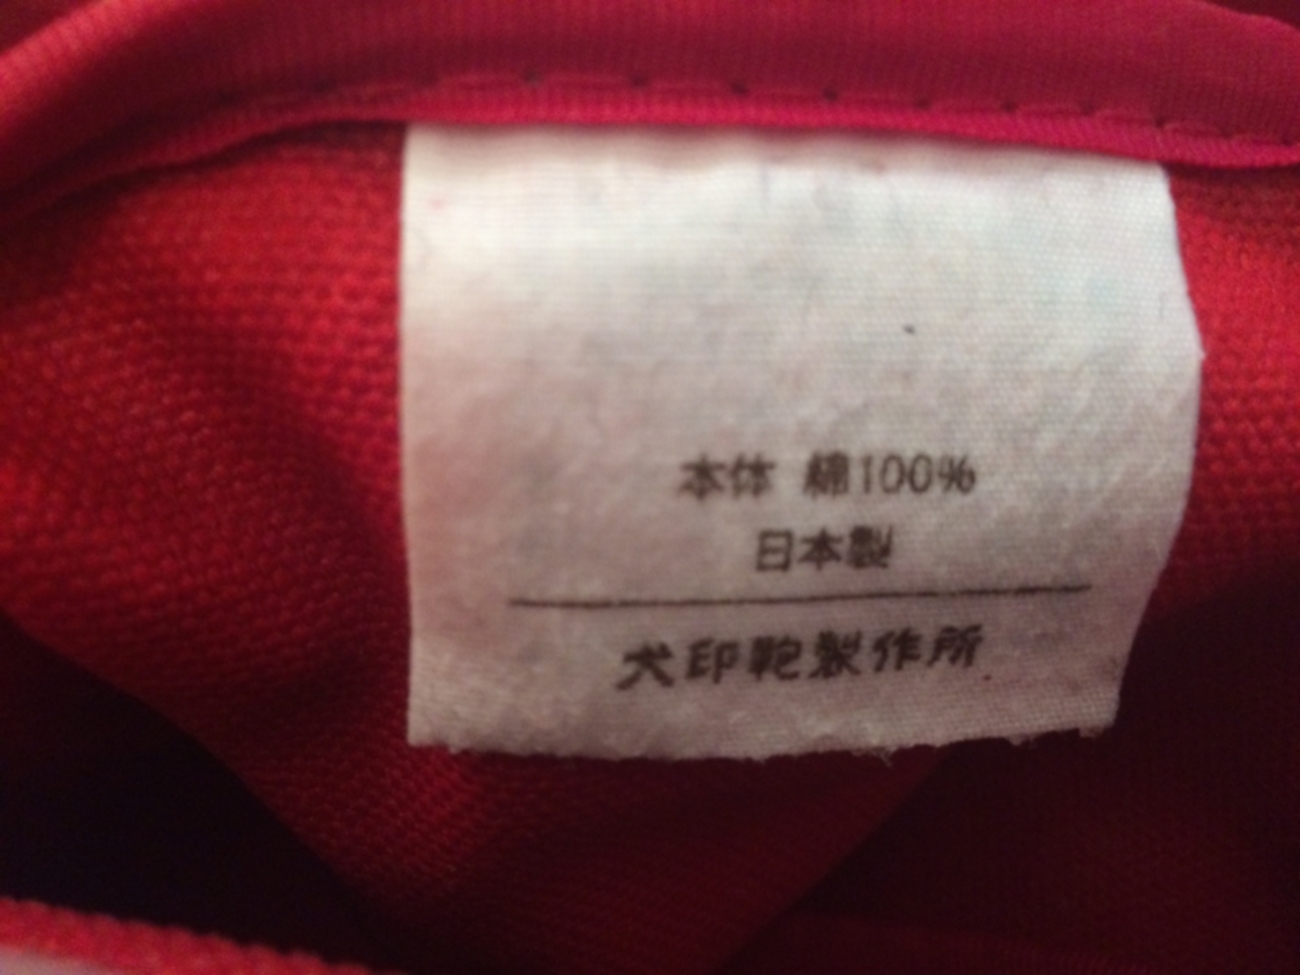 本体 綿100%
日本製
犬印鞄製作所